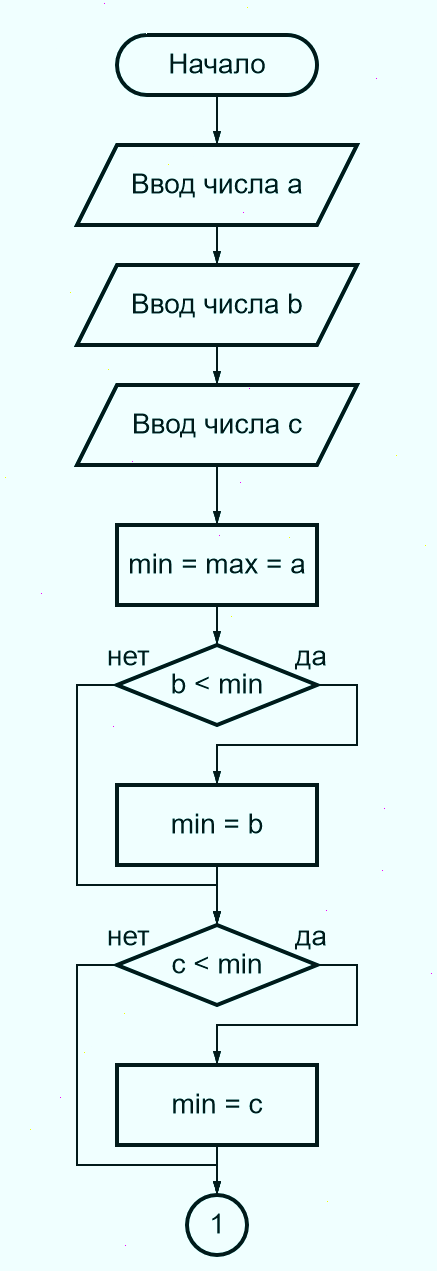 Начало
Ввод числа a
Ввод числа b
Ввод числа c
min = max = a
нет
да
b < min
min = b
нет
да
c < min
min = c
1